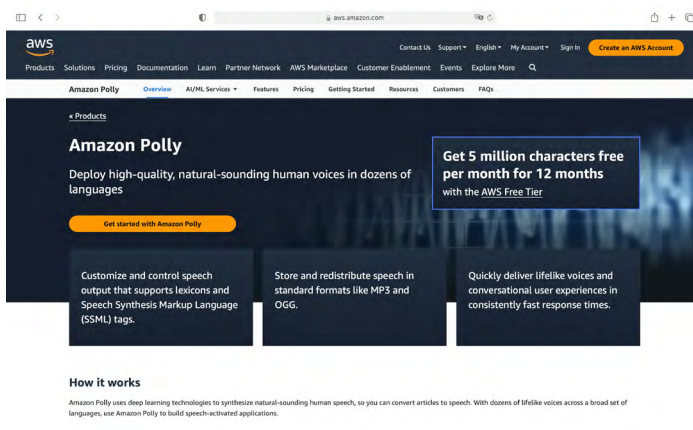 aws.amazon.com
aws
Contact Us Support English My Account Sign In Create an AWS Account
Products Solutions Pricing Documentation Learn Partner Network AWS Marketplace Customer Enablement Events Explore More
Amazon Polly Overview AI/ML Services Features Pricing Getting Started Resources Customers FAQs
« Products
Amazon Polly
Deploy high-quality, natural-sounding human voices in dozens of
languages
Get started with Amazon Polly
Get 5 million characters free
per month for 12 months
with the AWS Free Tier
Customize and control speech
output that supports lexicons and
Speech Synthesis Markup Language
(SSML) tags.
Store and redistribute speech in
standard formats like MP3 and
OGG.
Quickly deliver lifelike voices and
conversational user experiences in
consistently fast response times.
How it works
Amazon Polly uses deep learning technologies to synthesize natural-sounding human speech, so you can convert articles to speech. With dozens of lifelike voices across a broad set of
languages, use Amazon Polly to build speech-activated applications.